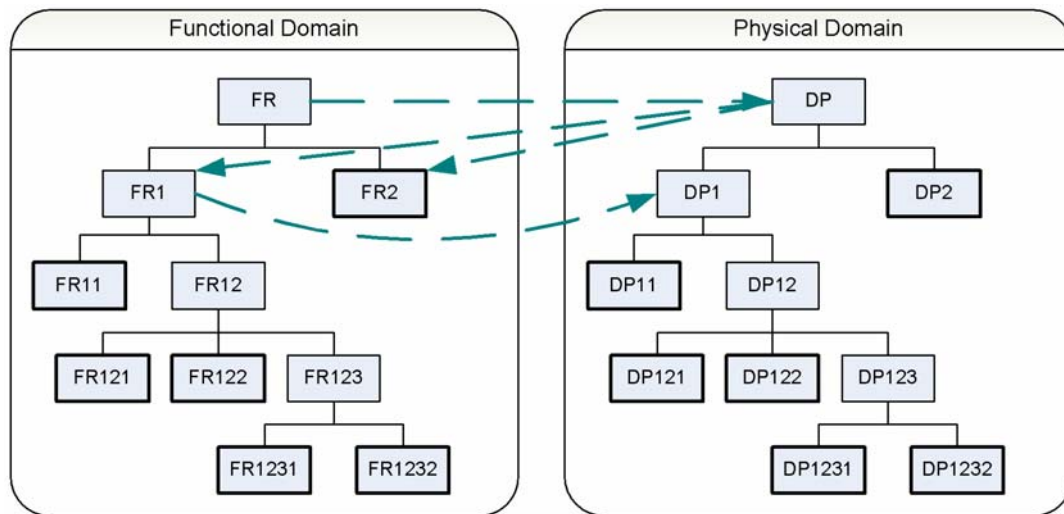 Functional Domain
FR
FR1
FR2
FR11
FR12
FR121
FR122
FR123
FR1231
FR1232
Physical Domain
DP
DP1
DP2
DP11
DP12
DP121
DP122
DP123
DP1231
DP1232